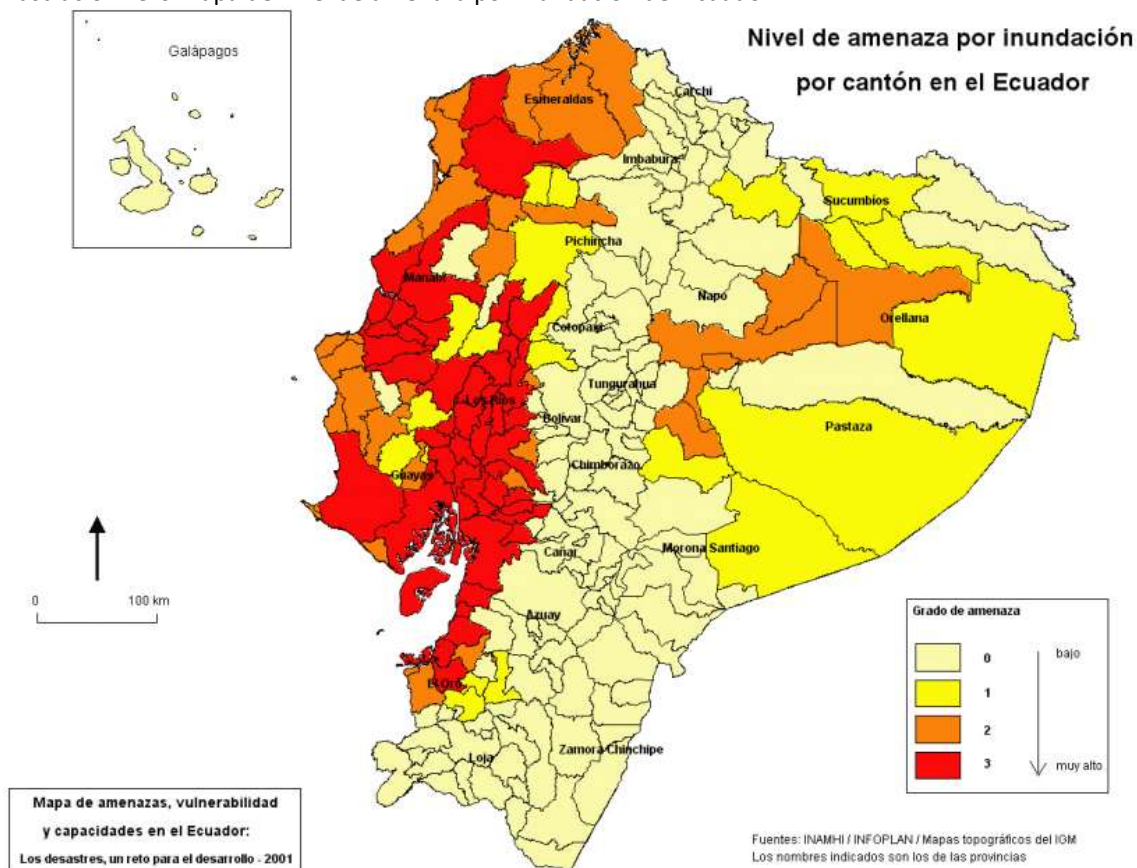 Galápagos
Nivel de amenaza por inundación
por cantón en el Ecuador
Esmeraldas
Carchi
Imbabura
Sucumbios
Pichincha
Manabí
Napo
Orellana
Cotopaxi
Tungurahua
Los Ríos
Bolívar
Pastaza
Chimborazo
Guayas
Cañar
Morona Santiago
0 100 km
Azuay
El Oro
Loja
Zamora Chinchipe
Grado de amenaza
0 bajo
1
2
3 muy alto
Mapa de amenazas, vulnerabilidad
y capacidades en el Ecuador:
Los desastres, un reto para el desarrollo - 2001
Fuentes: INAMHI / INFOPLAN / Mapas topográficos del IGM
Los nombres indicados son los de las provincias